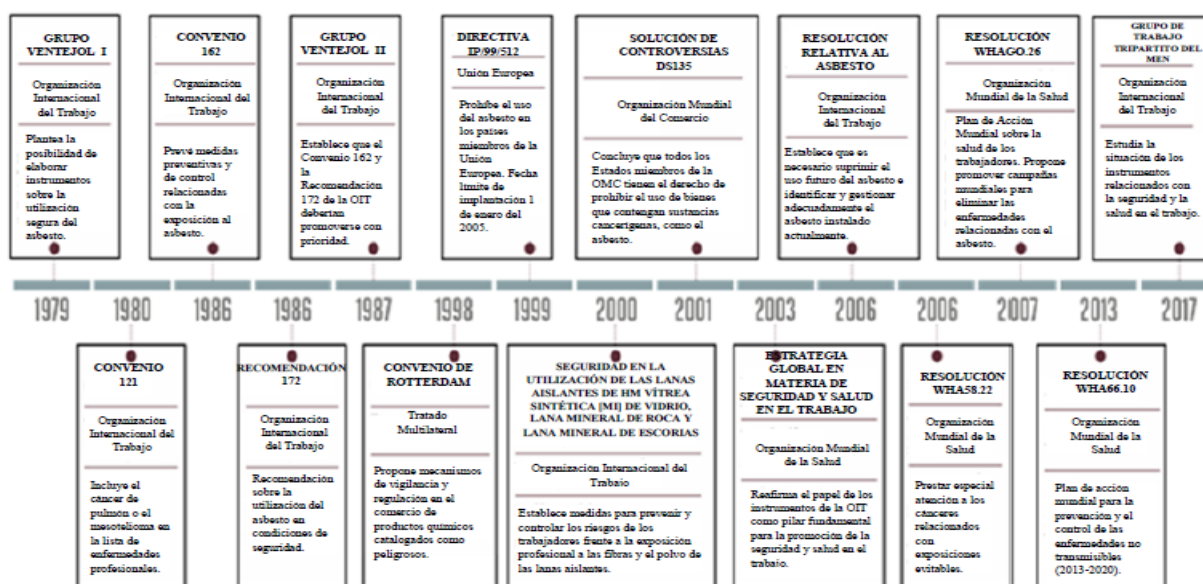 GRUPO
VENTEJOL I
Organización
Internacional
del Trabajo
Plantea la
posibilidad de
elaborar
instrumentos
sobre la
utilización
segura del
asbesto.
CONVENIO
162
Organización
Internacional del
Trabajo
Prevé medidas
preventivas y
de control
relacionadas
con la
exposición al
asbesto.
GRUPO
VENTEJOL II
Organización
Internacional
del Trabajo
Establece que el
Convenio 162 y
la
Recomendación
172 de la OIT
deberían
promoverse con
prioridad.
DIRECTIVA
IP/99/512
Unión Europea
Prohíbe el uso
del asbesto en
los países
miembros de la
Unión
Europea. Fecha
límite de
implantación 1
de enero del
2005.
SOLUCIÓN DE
CONTROVERSIAS
DS135
Organización Mundial
del Comercio
Concluye que todos los
Estados miembros de la
OMC tienen el derecho de
prohibir el uso de bienes
que contengan sustancias
cancerígenas, como el
asbesto.
RESOLUCIÓN
RELATIVA AL
ASBESTO
Organización
Internacional
del Trabajo
Establece que es
necesario suprimir el
uso futuro del asbesto e
identificar y gestionar
adecuadamente el
asbesto instalado
actualmente.
RESOLUCIÓN
WHAGO.26
Organización
Mundial de la Salud
Plan de Acción
Mundial sobre la
salud de los
trabajadores. Propone
promover campañas
mundiales para
eliminar las
enfermedades
relacionadas con el
asbesto.
GRUPO DE
TRABAJO
TRIPARTITO DEL
MEN
Organización
Internacional
del Trabajo
Estudia la
situación de los
instrumentos
relacionados con
la seguridad y la
salud en el trabajo.
1979 1980 1986 1986 1987 1998 1999 2000 2001 2003 2006 2006 2007 2013 2017
CONVENIO
121
Organización
Internacional del
Trabajo
Incluye el
cáncer de
pulmón o el
mesotelioma en
la lista de
enfermedades
profesionales.
RECOMENDACIÓN
172
Organización
Internacional
del Trabajo
Recomendación
sobre la
utilización del
asbesto en
condiciones de
seguridad.
CONVENIO DE
ROTTERDAM
Tratado
Multilateral
Propone mecanismos
de vigilancia y
regulación en el
comercio de
productos químicos
catalogados como
peligrosos.
SEGURIDAD EN LA
UTILIZACIÓN DE LAS LANAS
AISLANTES DE HM VÍTREA
SINTÉTICA [MI] DE VIDRIO,
LANA MINERAL DE ROCA Y
LANA MINERAL DE ESCORIAS
Organización Internacional del
Trabaio
Establece medidas para prevenir y
controlar los riesgos de los
trabajadores frente a la exposición
profesional a las fibras y el polvo de
las lanas aislantes.
ESTRATEGIA
GLOBAL EN
MATERIA DE
SEGURIDAD Y SALUD
EN EL TRABAJO
Organización Mundial
de la Salud
Reafirma el papel de los
instrumentos de la OIT
como pilar fundamental
para la promoción de la
seguridad y salud en el
trabaio.
RESOLUCIÓN
WHA58.22
Organización
Mundial de la
Salud
Prestar especial
atención a los
cánceres
relacionados
con
exposiciones
evitables.
RESOLUCIÓN
WHA66.10
Organización
Mundial de la
Salud
Plan de acción
mundial para la
prevención y el
control de las
enfermedades no
transmisibles
(2013-2020).